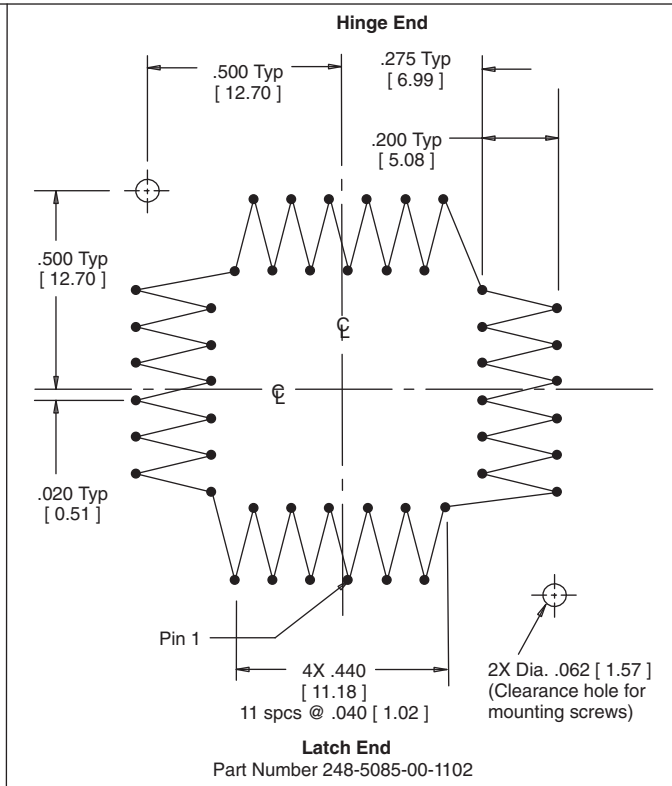 Hinge End
.500 Typ
[ 12.70 ]
.275 Typ
[ 6.99 ]
.200 Typ
[ 5.08 ]
.500 Typ
[ 12.70 ]
℄
℄
.020 Typ
[ 0.51 ]
Pin 1
4X .440
[ 11.18 ]
11 spcs @ .040 [ 1.02 ]
2X Dia. .062 [ 1.57 ]
(Clearance hole for
mounting screws)
Latch End
Part Number 248-5085-00-1102